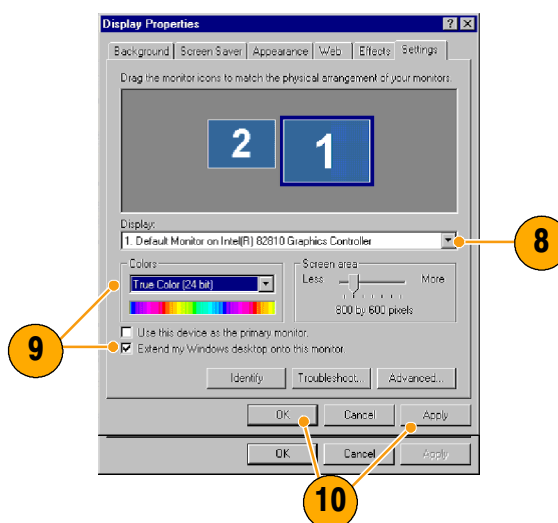 Display Properties
Background Screen Saver Appearance Web Effects Settings
Drag the monitor icons to match the physical arrangement of your monitors.
2 1
Display:
1. Default Monitor on Intel(R) 82810 Graphics Controller
8
Colors
Screen area
True Color (24 bit)
Less More
800 by 600 pixels
9
Use this device as the primary monitor.
Extend my Windows desktop onto this monitor.
Identify Troubleshoot... Advanced...
OK Cancel Apply
OK Cancel Apply
10